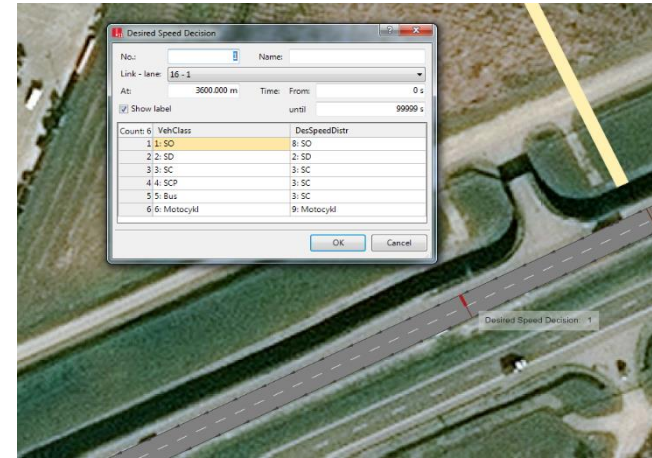 Desired Speed Decision
No.: 1 Name:
Link - lane: 16 - 1
At: 3600.000 m Time: From: 0 s
Show label until 99999 s
Count: 6 VehClass DesSpeedDistr
1 1: SO 8: SO
2 2: SD 2: SD
3 3: SC 3: SC
4 4: SCP 3: SC
5 5: Bus 3: SC
6 6: Motocykl 9: Motocykl
OK Cancel
Desired Speed Decision: 1